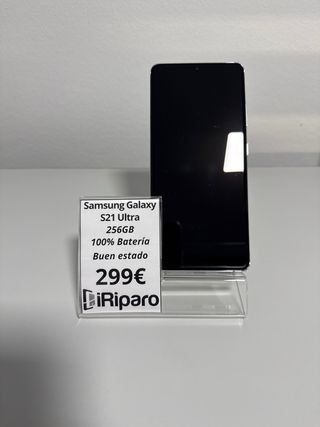 Samsung Galaxy
S21 Ultra
256GB
100% Batería
Buen estado
299€
iRiparo